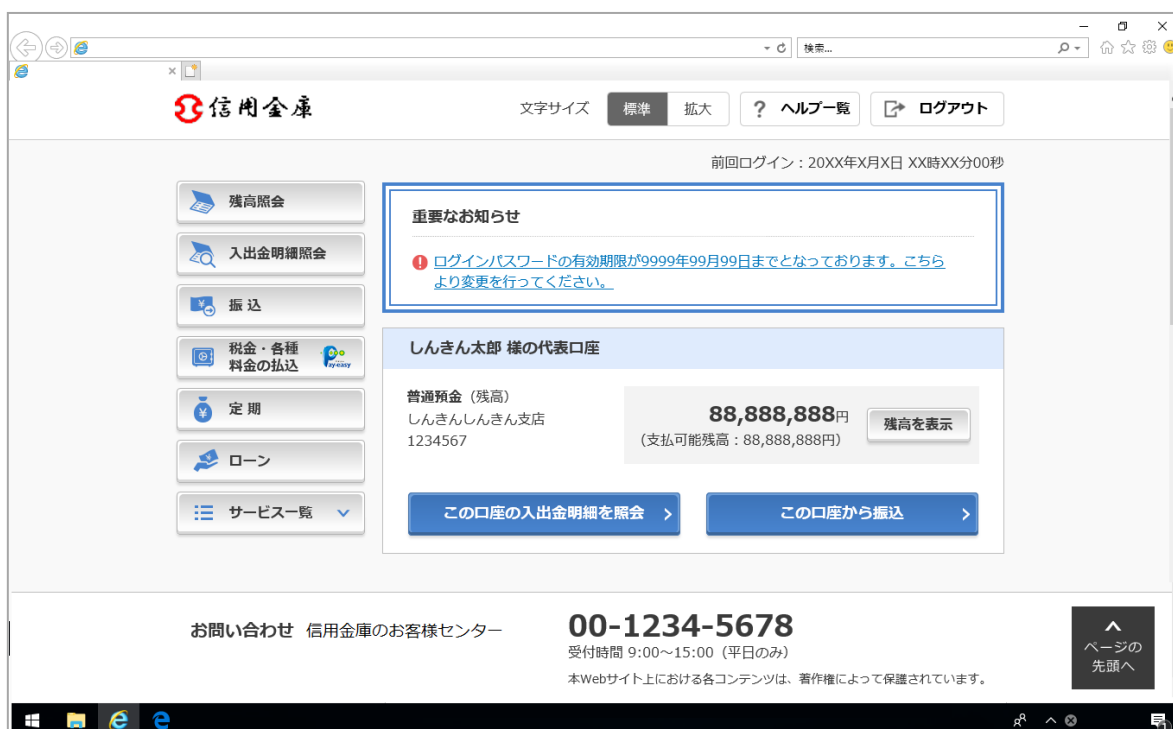 検索...
信用金庫
文字サイズ 標準 拡大 ? ヘルプ一覧 ログアウト
前回ログイン：20XX年X月X日 XX時XX分00秒
残高照会
入出金明細照会
振込
税金・各種
料金の払込
Pay-easy
定期
ローン
サービス一覧
重要なお知らせ
ログインパスワードの有効期限が9999年99月99日までとなっております。こちら
より変更を行ってください。
しんきん太郎 様の代表口座
普通預金（残高）
しんきんしんきん支店
1234567
88,888,888円
（支払可能残高：88,888,888円）
残高を表示
この口座の入出金明細を照会
この口座から振込
お問い合わせ 信用金庫のお客様センター
00-1234-5678
受付時間 9:00～15:00（平日のみ）
本Webサイト上における各コンテンツは、著作権によって保護されています。
ページの
先頭へ